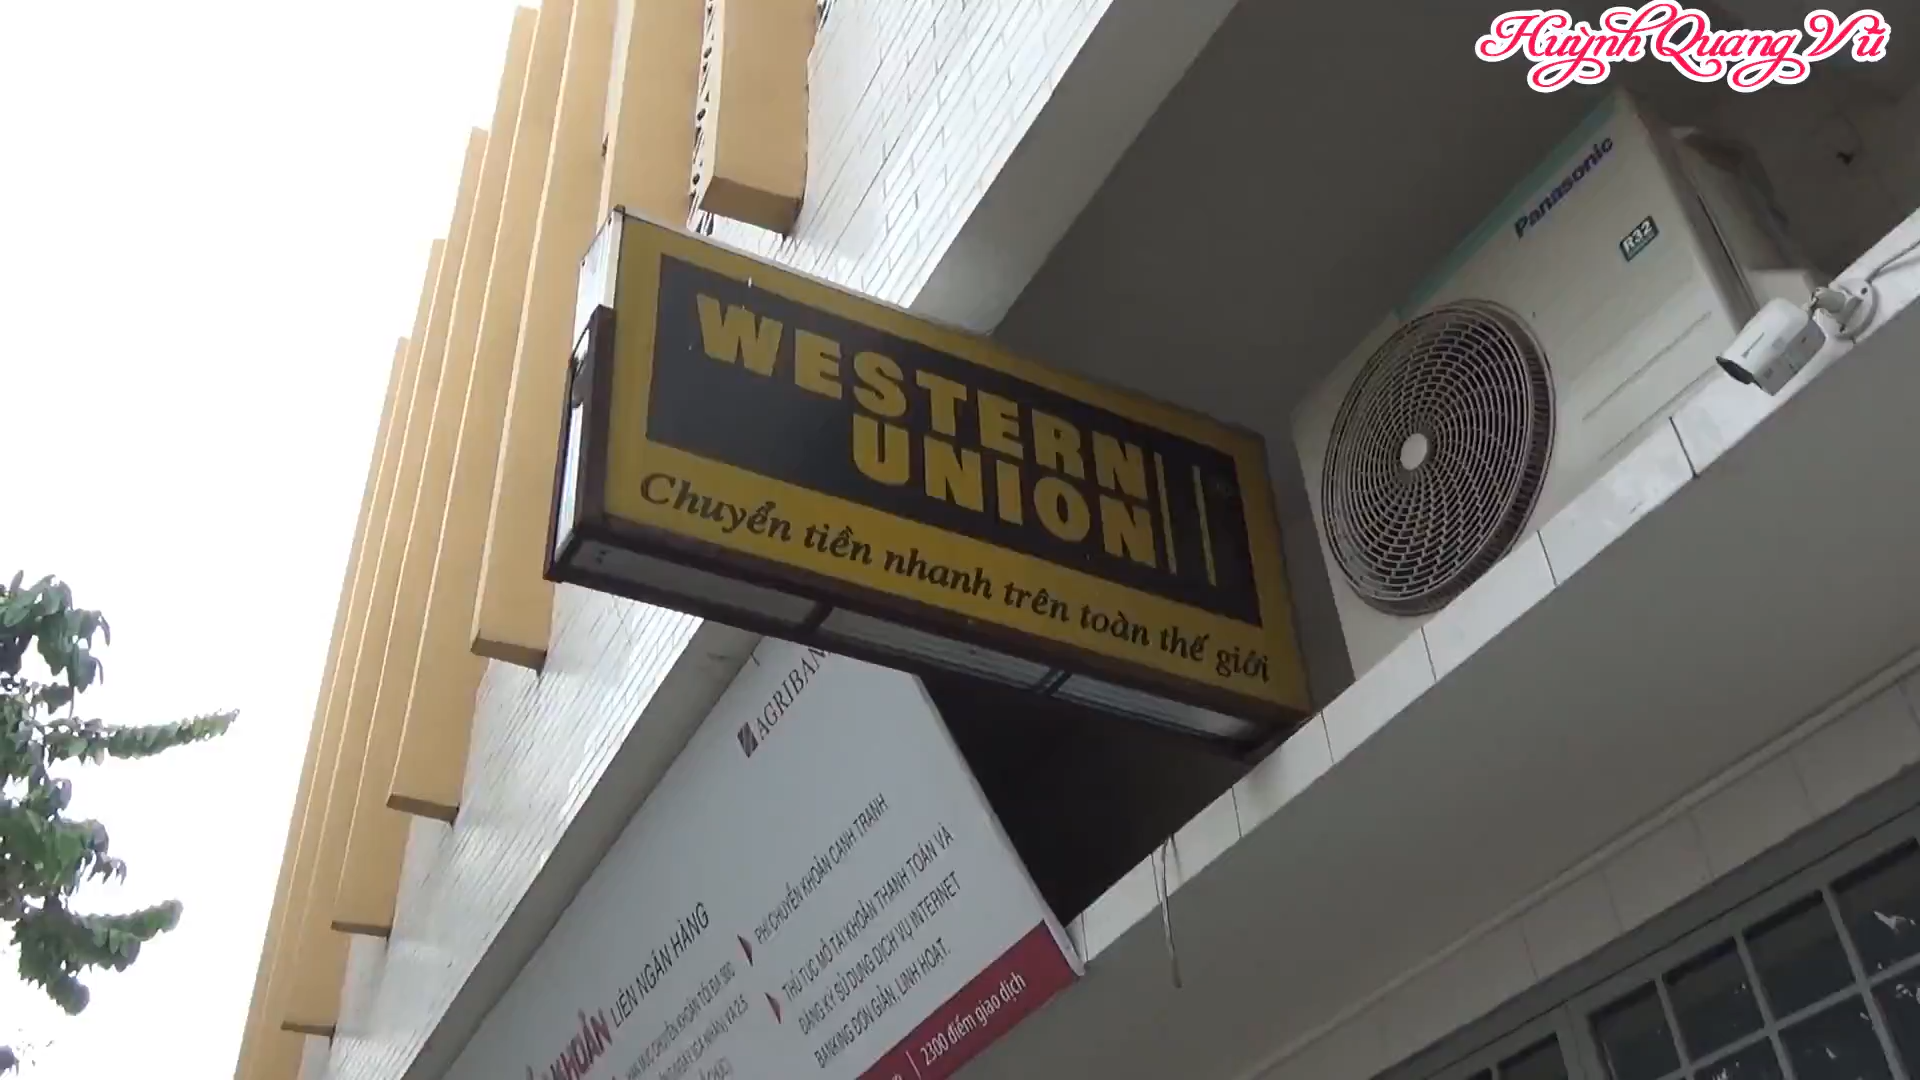 Huỳnh Quang Vũ
Panasonic
R32
WESTERN
UNION
Chuyển tiền nhanh trên toàn thế giới
AGRIBANK
KHOẢN LIÊN NGÂN HÀNG
PHÍ CHUYỂN KHOẢN CẠNH TRANH
THỦ TỤC MỞ TÀI KHOẢN THANH TOÁN VÀ
ĐĂNG KÝ SỬ DỤNG DỊCH VỤ INTERNET
BANKING ĐƠN GIẢN, LINH HOẠT.
2300 điểm giao dịch